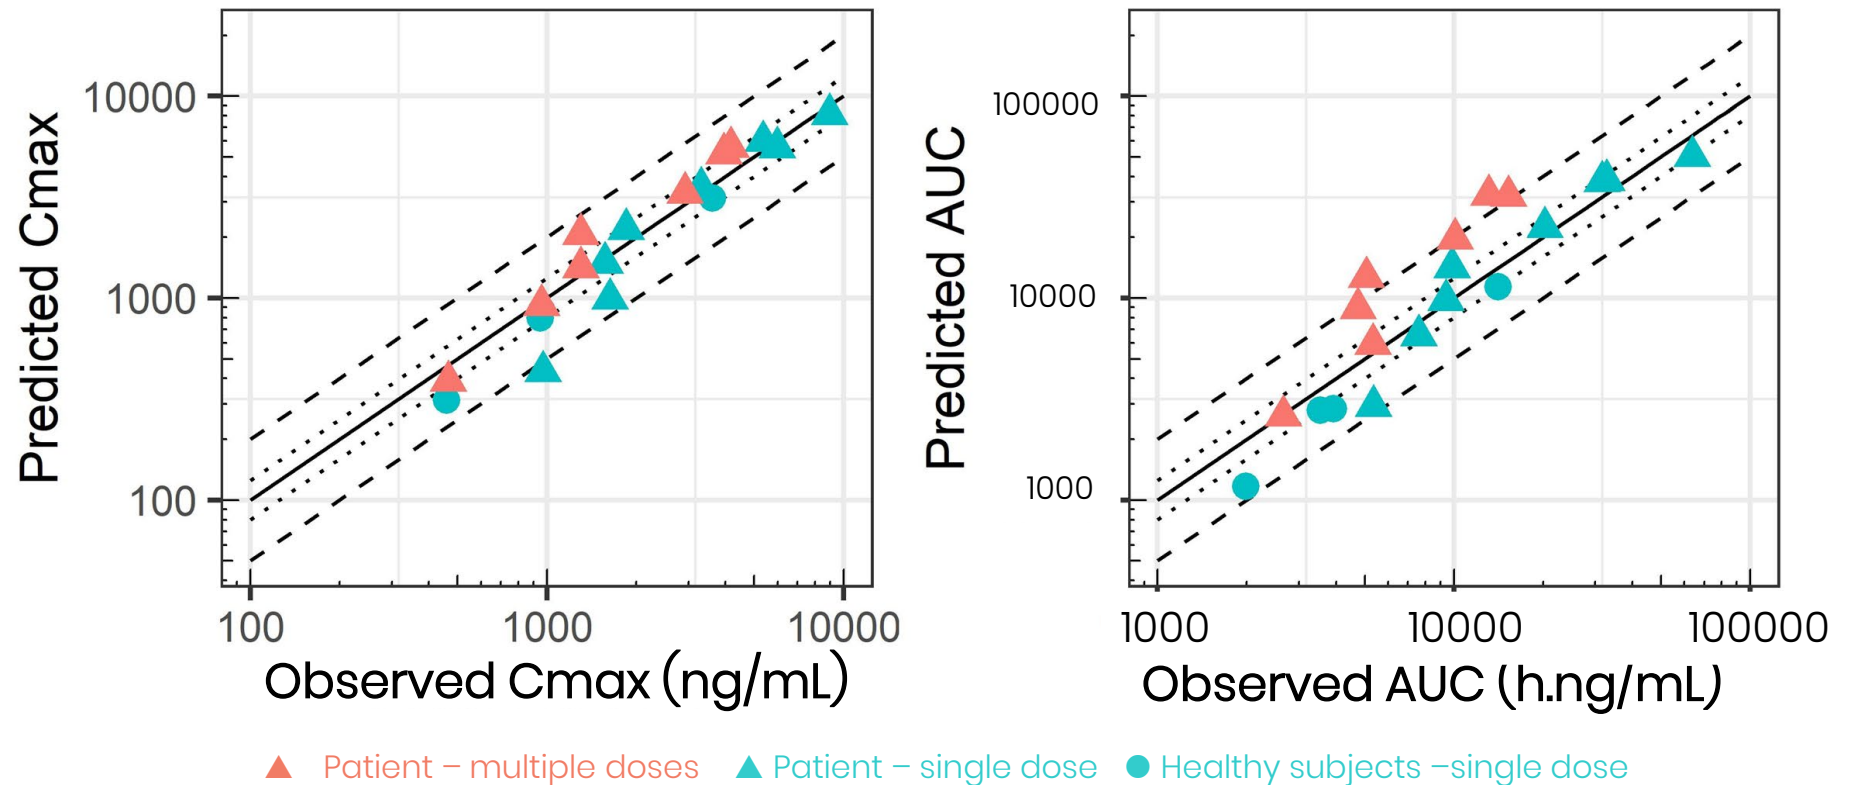 Predicted Cmax
10000
1000
100
100 1000 10000
Observed Cmax (ng/mL)
Predicted AUC
100000
10000
1000
1000 10000 100000
Observed AUC (h.ng/mL)
Patient – multiple doses Patient – single dose Healthy subjects –single dose